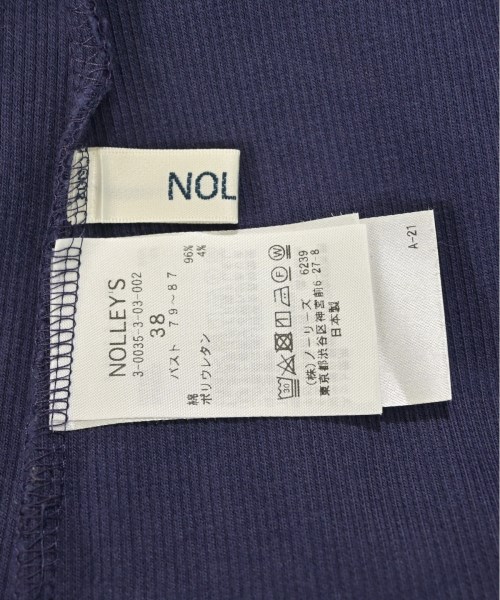 NOL
NOLLEY'S
3-0035-3-03-002
38
バスト 79～87
綿 96%
ポリウレタン 4%
30
W
(株)ノーリーズ 6239
東京都渋谷区神宮前6 27-8
日本製
A-21